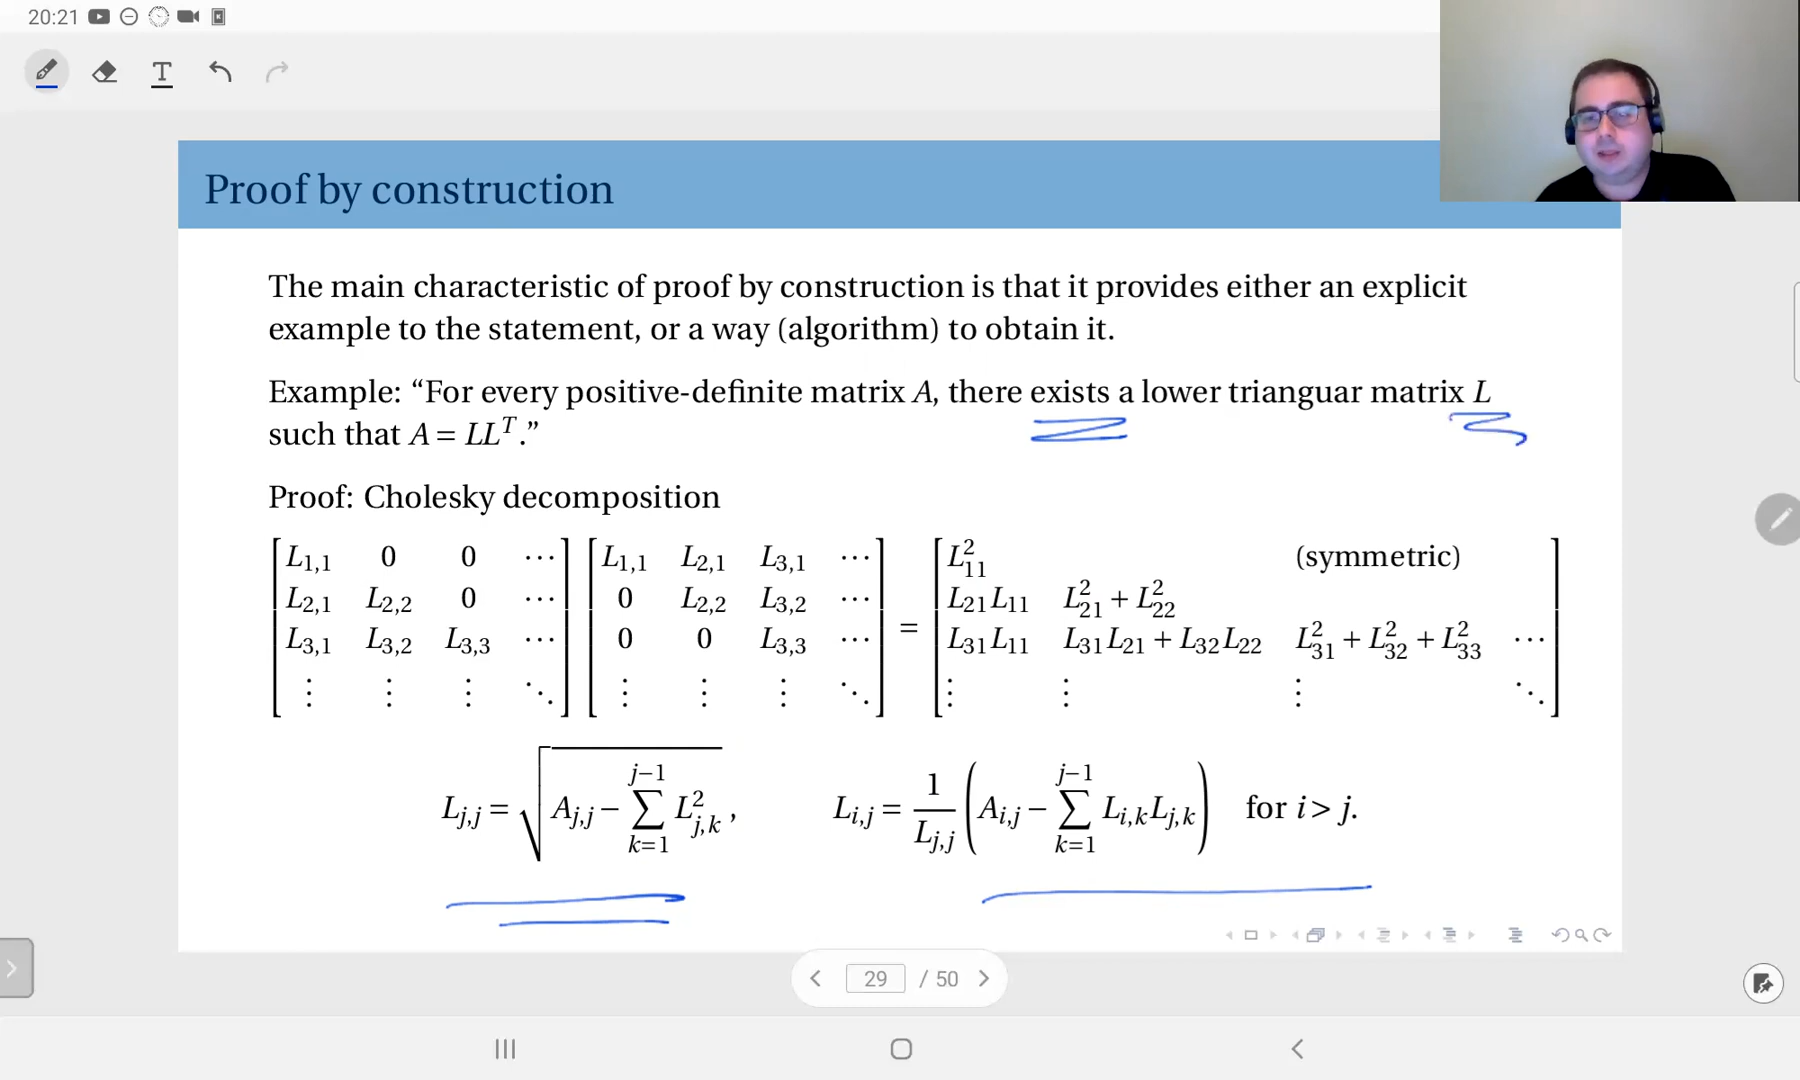 20:21
T
Proof by construction
The main characteristic of proof by construction is that it provides either an explicit
example to the statement, or a way (algorithm) to obtain it.
Example: “For every positive-definite matrix A, there exists a lower trianguar matrix L
such that A = LL^T.”
Proof: Cholesky decomposition
[L_{1,1} 0 0 ⋯] [L_{1,1} L_{2,1} L_{3,1} ⋯] = [L_{11}^2 (symmetric)]
[L_{2,1} L_{2,2} 0 ⋯] [0 L_{2,2} L_{3,2} ⋯] [L_{21}L_{11} L_{21}^2 + L_{22}^2]
[L_{3,1} L_{3,2} L_{3,3} ⋯] [0 0 L_{3,3} ⋯] [L_{31}L_{11} L_{31}L_{21} + L_{32}L_{22} L_{31}^2 + L_{32}^2 + L_{33}^2 ⋯]
[⋮ ⋮ ⋮ ⋱] [⋮ ⋮ ⋮ ⋱] [⋮ ⋮ ⋮ ⋱]
L_{j,j} = √(A_{j,j} − ∑_{k=1}^{j−1} L_{j,k}^2), L_{i,j} = 1/L_{j,j} (A_{i,j} − ∑_{k=1}^{j−1} L_{i,k}L_{j,k}) for i > j.
29 / 50